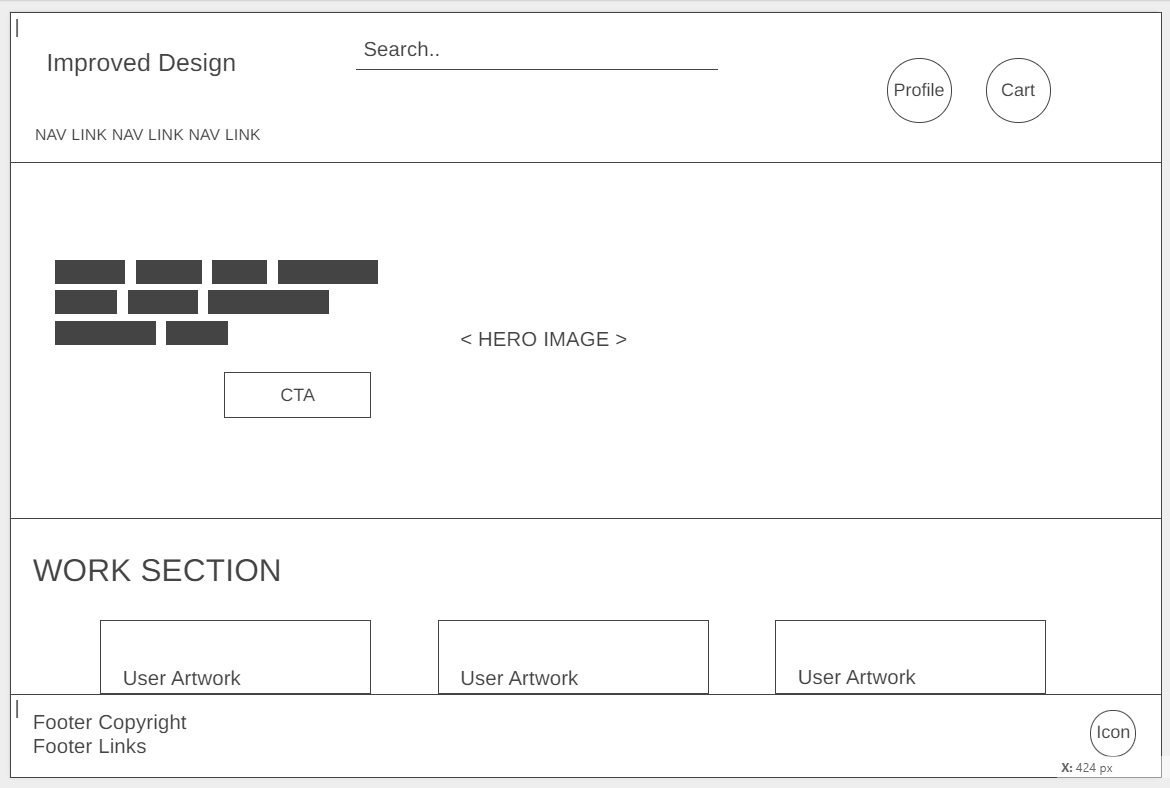 Improved Design
Search..
Profile
Cart
NAV LINK NAV LINK NAV LINK
< HERO IMAGE >
CTA
WORK SECTION
User Artwork
User Artwork
User Artwork
Footer Copyright
Footer Links
Icon
X: 424 px